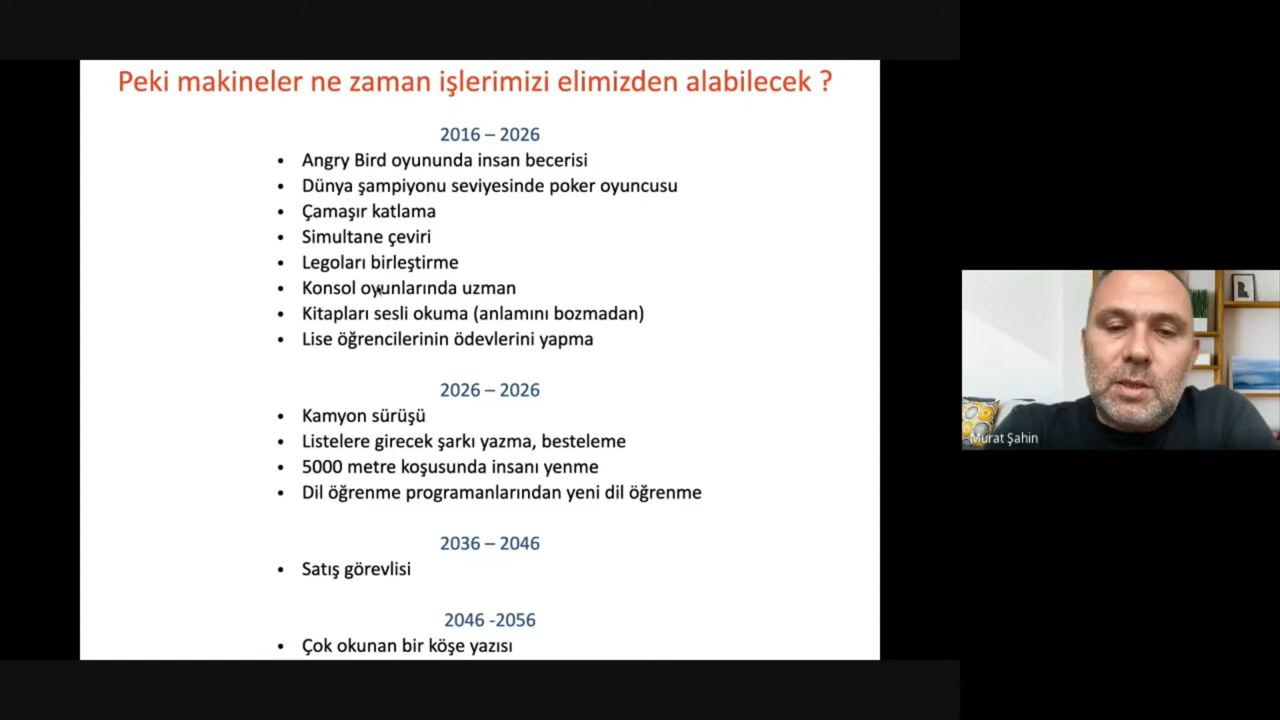 Peki makineler ne zaman işlerimizi elimizden alabilecek ?
2016 – 2026
• Angry Bird oyununda insan becerisi
• Dünya şampiyonu seviyesinde poker oyuncusu
• Çamaşır katlama
• Simultane çeviri
• Legoları birleştirme
• Konsol oyunlarında uzman
• Kitapları sesli okuma (anlamını bozmadan)
• Lise öğrencilerinin ödevlerini yapma
2026 – 2026
• Kamyon sürüşü
• Listelere girecek şarkı yazma, besteleme
• 5000 metre koşusunda insanı yenme
• Dil öğrenme programanlarından yeni dil öğrenme
2036 – 2046
• Satış görevlisi
2046 -2056
• Çok okunan bir köşe yazısı
Murat Şahin